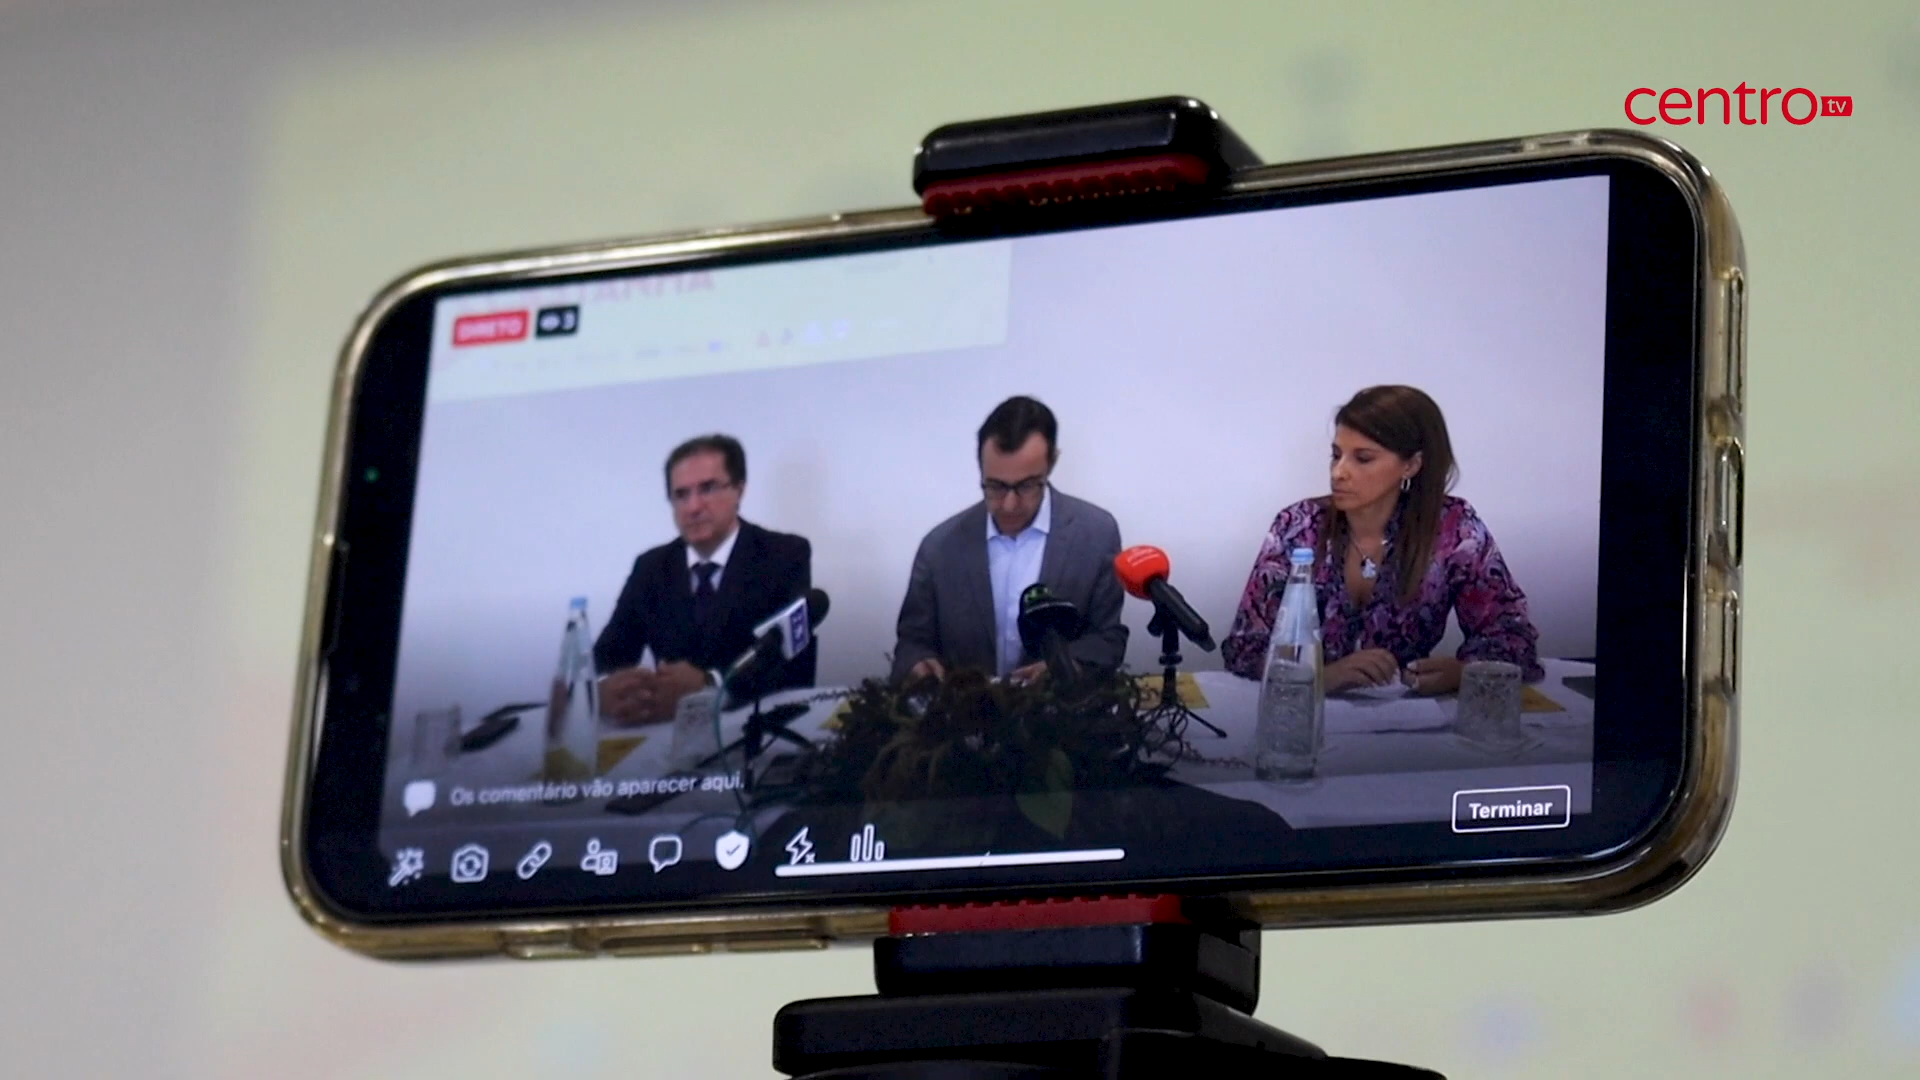 centro tv
DIRETO
3
Os comentário vão aparecer aqui.
Terminar